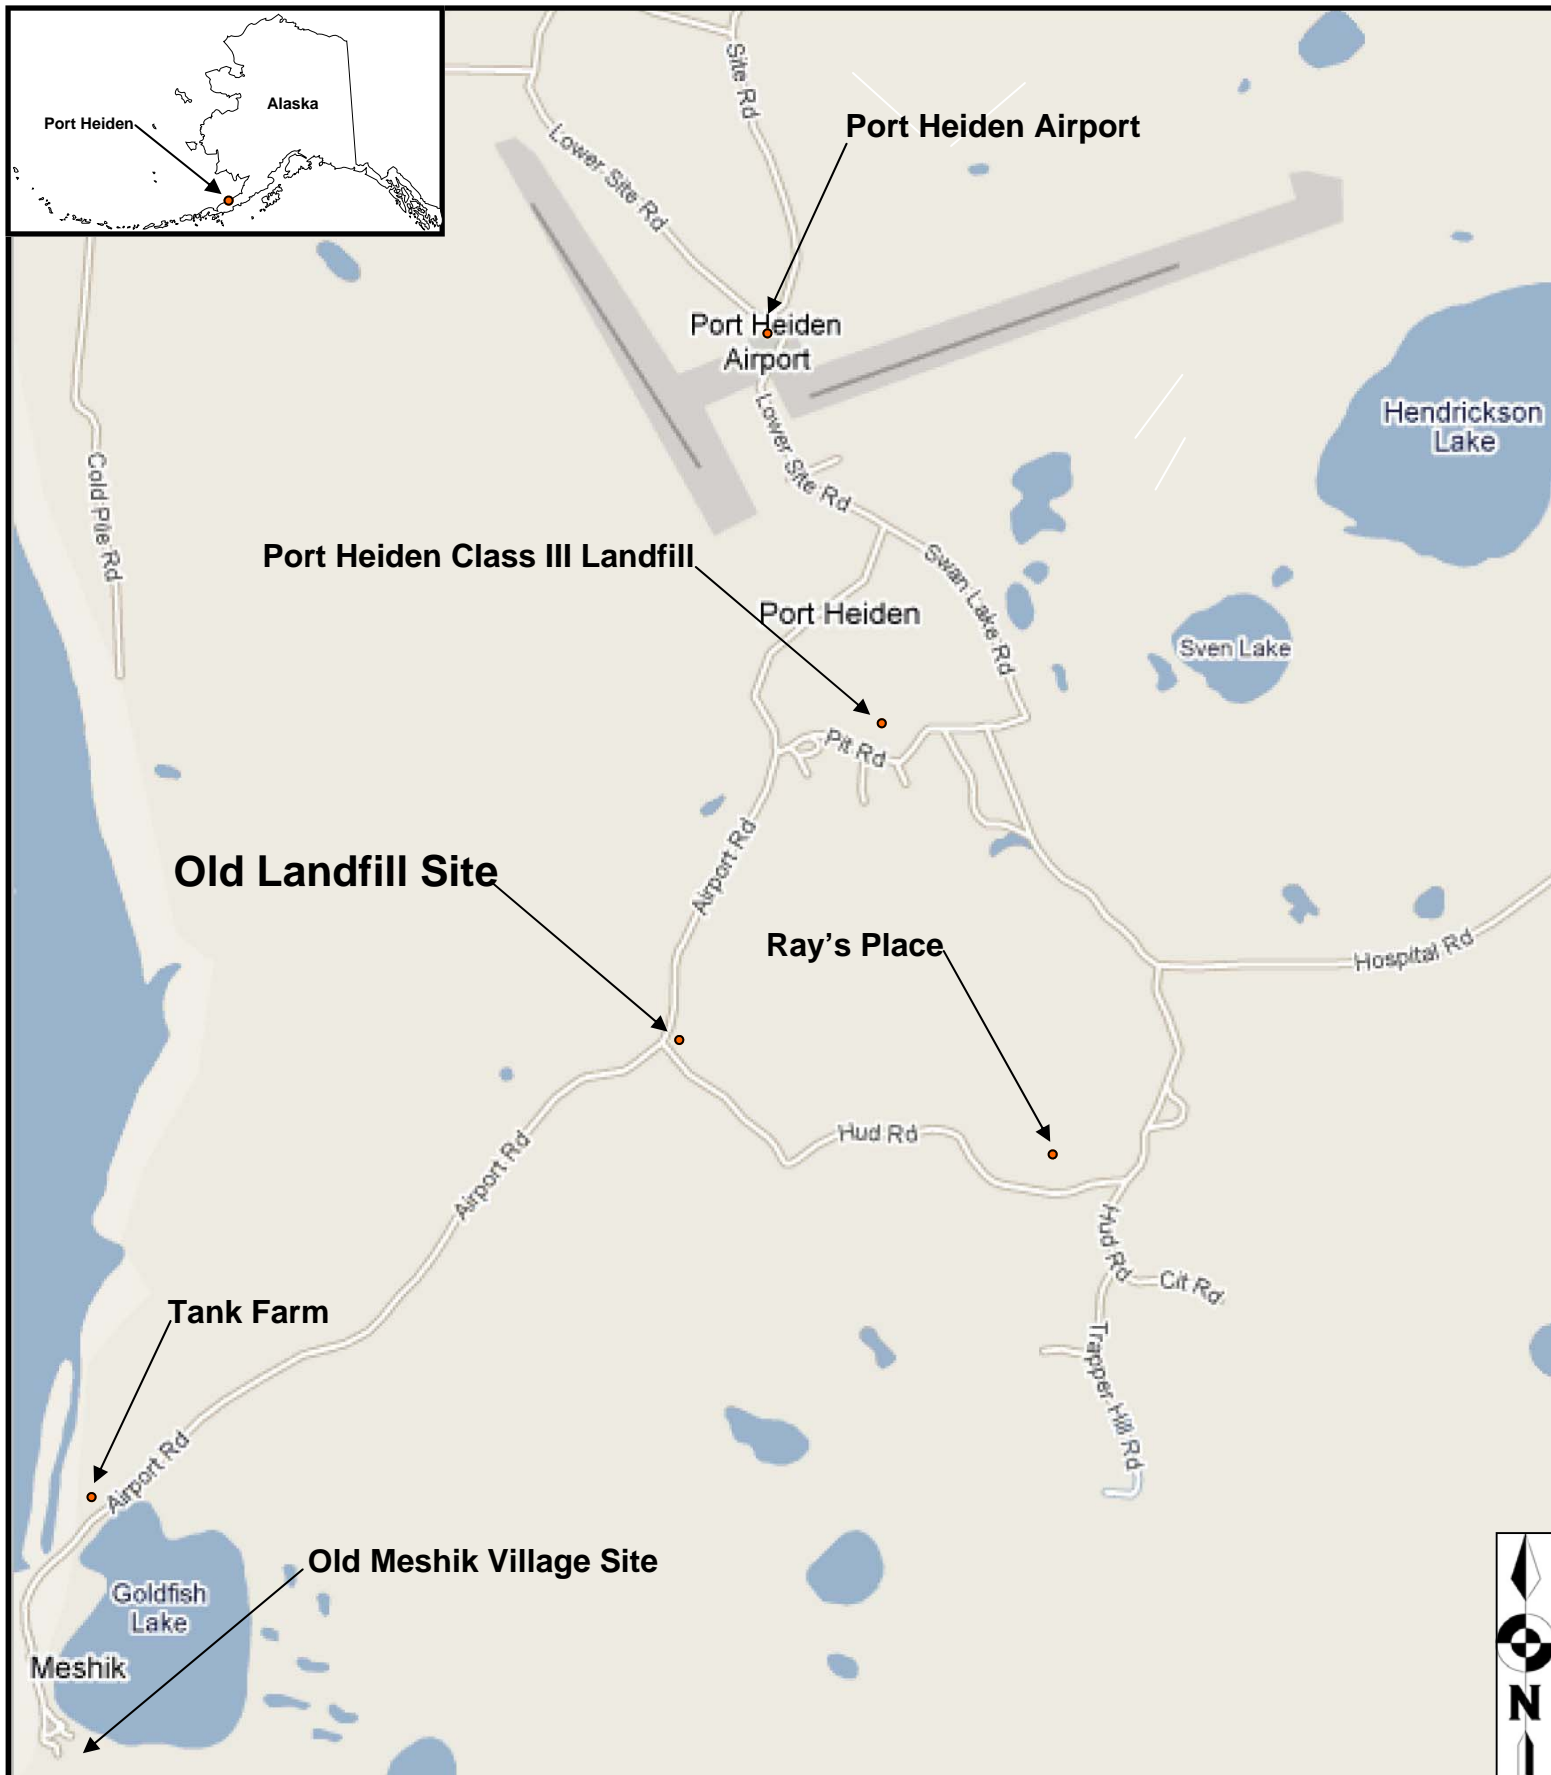 Alaska
Port Heiden
Site Rd
Port Heiden Airport
Lower Site Rd
Port Heiden
Airport
Hendrickson
Lake
Lower Site Rd
Cold Pile Rd
Port Heiden Class III Landfill
Swan Lake Rd
Port Heiden
Sven Lake
Pit Rd
Airport Rd
Old Landfill Site
Ray’s Place
Hospital Rd
Hud Rd
Airport Rd
Hud Rd
Cit Rd
Tank Farm
Trapper Hill Rd
Airport Rd
Old Meshik Village Site
Goldfish
Lake
Meshik
N